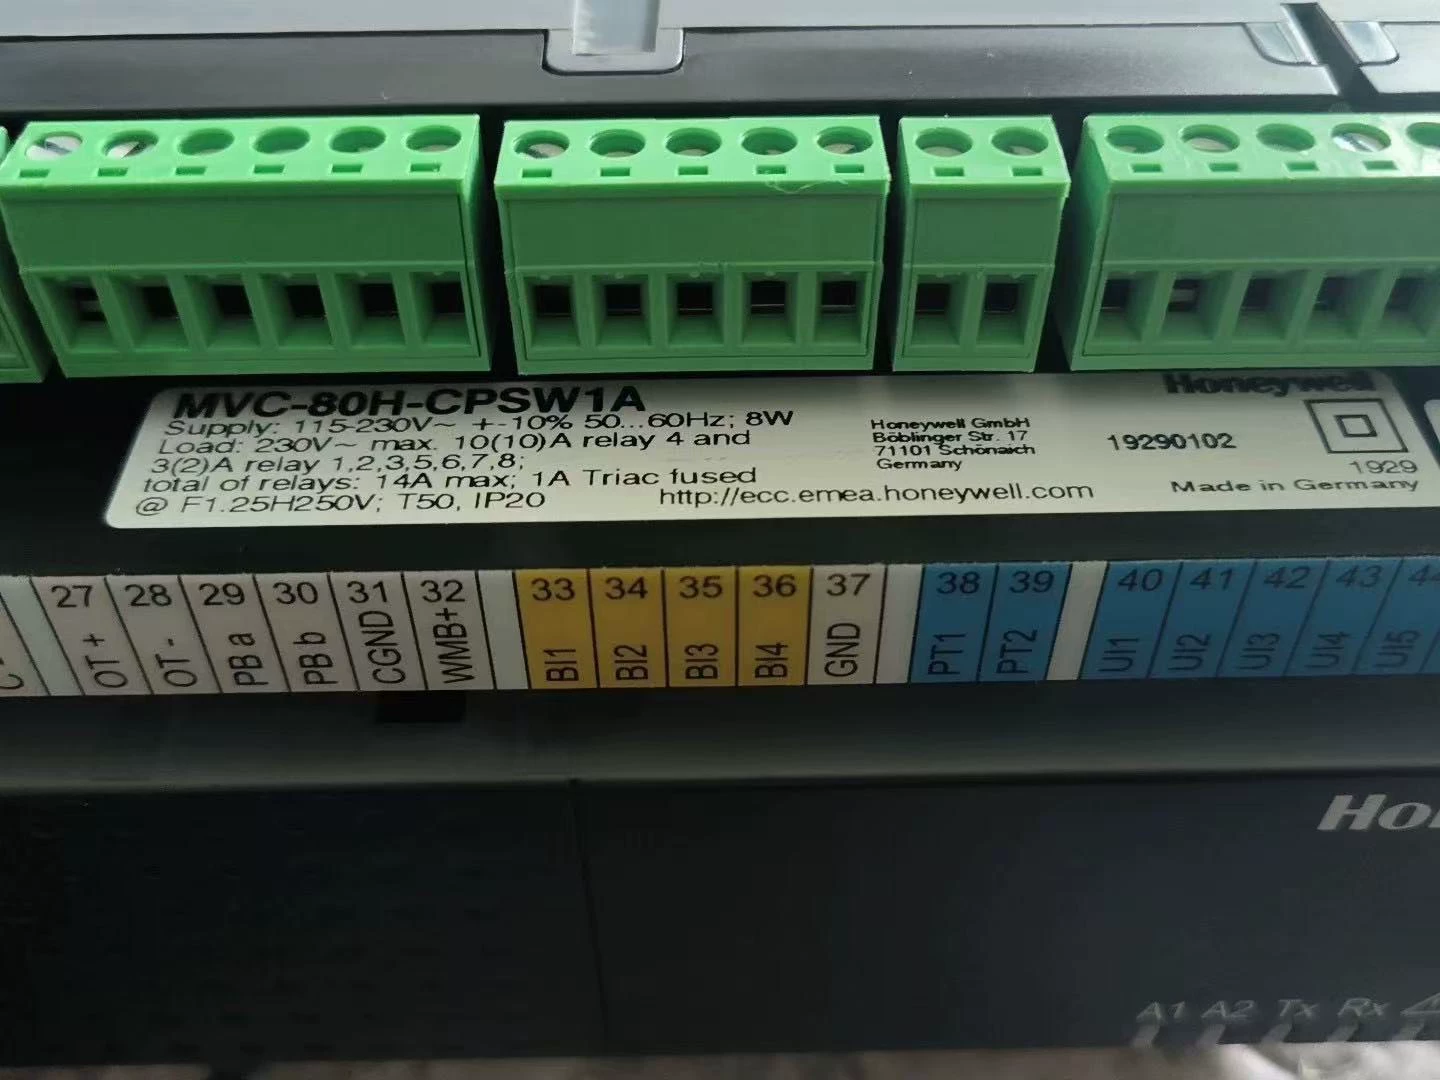 MVC-80H-CPSW1A
Supply: 115-230V~ +-10% 50...60Hz; 8W
Load: 230V~ max. 10(10)A relay 4 and
3(2)A relay 1,2,3,5,6,7,8;
total of relays: 14A max; 1A Triac fused
@ F1.25H250V; T50, IP20
http://ecc.emea.honeywell.com
Honeywell GmbH
Böblinger Str. 17
71101 Schönaich
Germany
19290102
Honeywell
1929
Made in Germany
27 28 29 30 31 32 33 34 35 36 37 38 39 40 41 42 43 44
OT + OT - PB a PB b CGND WMB+ BI1 BI2 BI3 BI4 GND PT1 PT2 UI1 UI2 UI3 UI4 UI5
Ho
A1 A2 Tx Rx